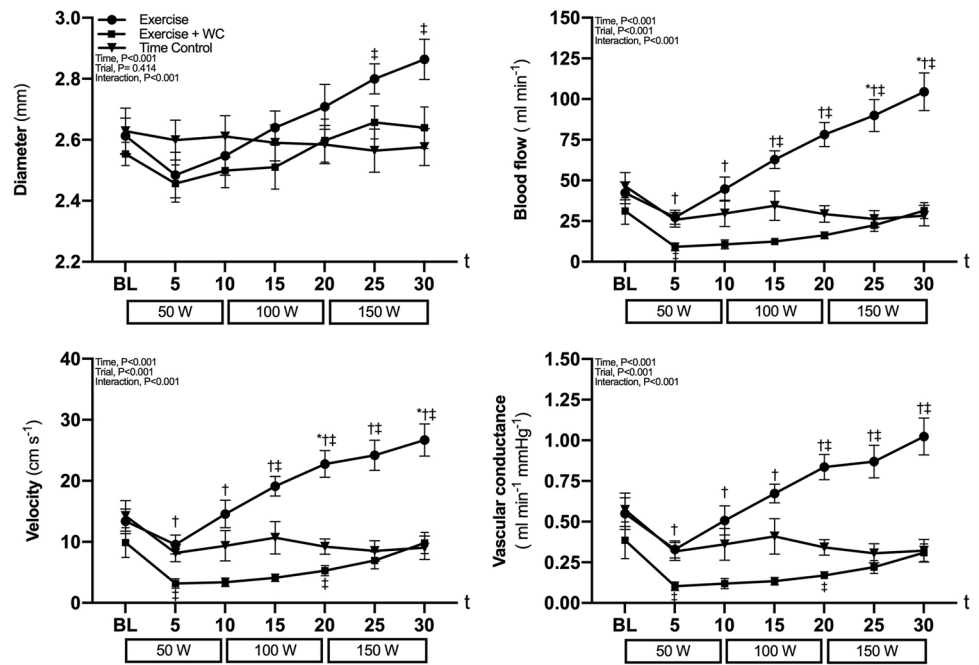 3.0
2.8
2.6
2.4
2.2
Diameter (mm)
Exercise
Exercise + WC
Time Control
Time, P<0.001
Trial, P= 0.414
Interaction, P<0.001
‡
‡
BL 5 10 15 20 25 30 t
50 W 100 W 150 W
150
125
100
75
50
25
0
Blood flow ( ml min⁻¹)
Time, P<0.001
Trial, P<0.001
Interaction, P<0.001
† † †‡ †‡ *†‡ *†‡
‡
BL 5 10 15 20 25 30 t
50 W 100 W 150 W
40
30
20
10
0
Velocity (cm s⁻¹)
Time, P<0.001
Trial, P<0.001
Interaction, P<0.001
† † †‡ *†‡ †‡ *†‡
‡ ‡
BL 5 10 15 20 25 30 t
50 W 100 W 150 W
1.50
1.25
1.00
0.75
0.50
0.25
0.00
Vascular conductance
( ml min⁻¹ mmHg⁻¹)
Time, P<0.001
Trial, P<0.001
Interaction, P<0.001
† † † †‡ †‡ †‡
‡ ‡
BL 5 10 15 20 25 30 t
50 W 100 W 150 W